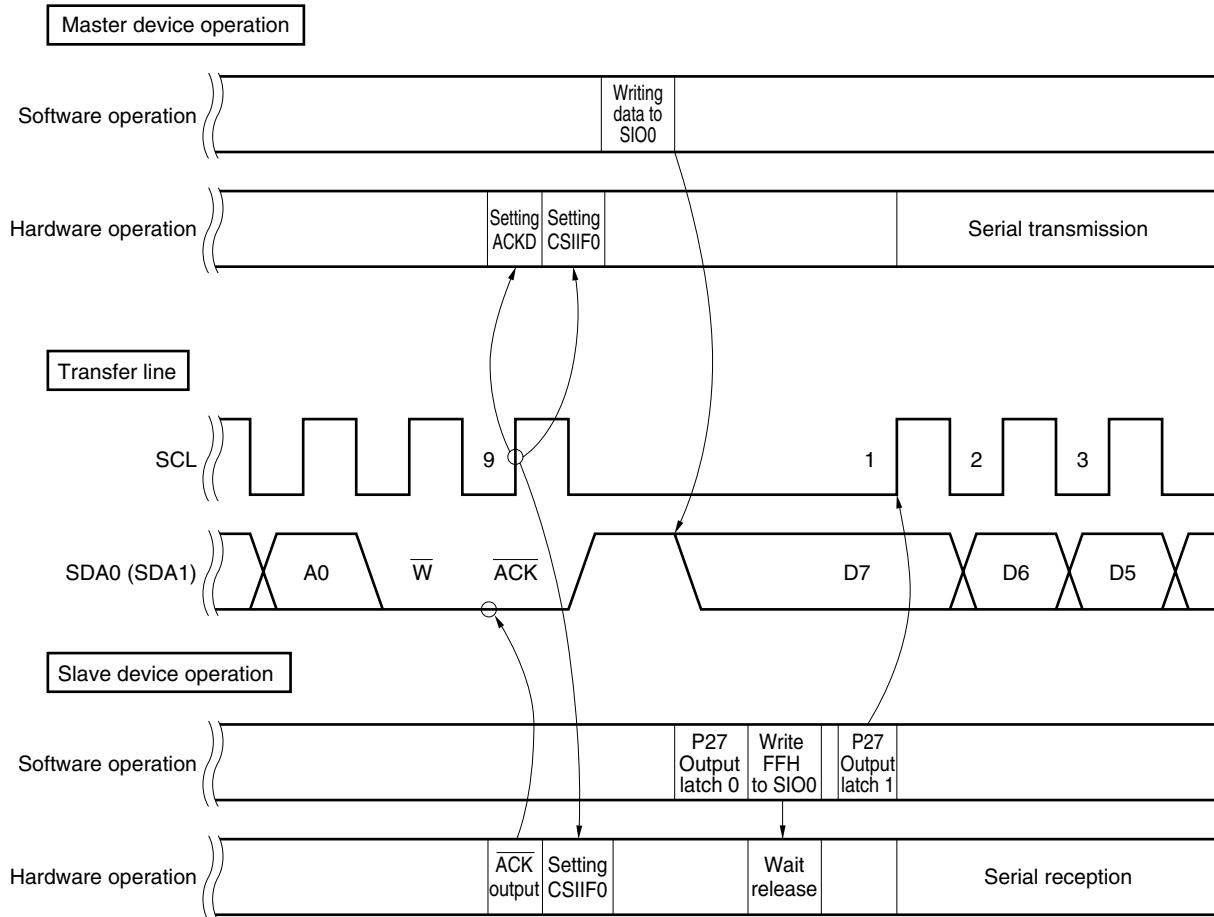 Master device operation
Software operation
Writing
data to
SIO0
Hardware operation
Setting
ACKD
Setting
CSIIF0
Serial transmission
Transfer line
SCL
9
1
2
3
SDA0 (SDA1)
A0
W̅
A̅C̅K̅
D7
D6
D5
Slave device operation
Software operation
P27
Output
latch 0
Write
FFH
to SIO0
P27
Output
latch 1
Hardware operation
A̅C̅K̅
output
Setting
CSIIF0
Wait
release
Serial reception